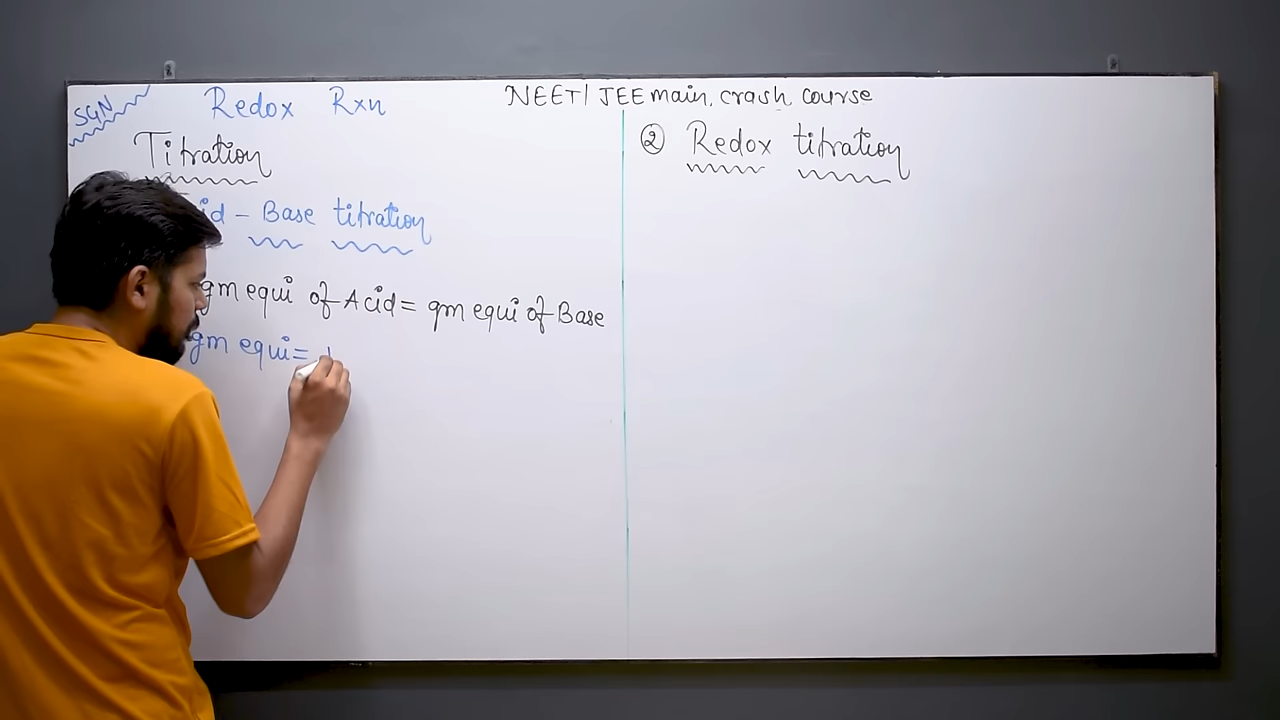 SGN
Redox Rxn
NEET/ JEE main, crash course
Titration
- Base titration
gm equi of Acid = gm equi of Base
gm equi =
② Redox titration